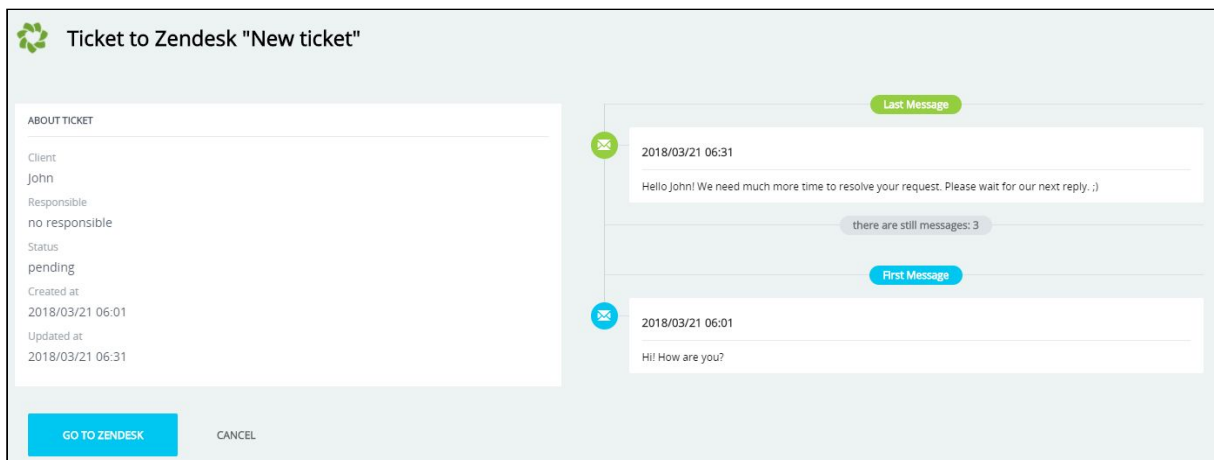 Ticket to Zendesk "New ticket"
ABOUT TICKET
Client
John
Responsible
no responsible
Status
pending
Created at
2018/03/21 06:01
Updated at
2018/03/21 06:31
GO TO ZENDESK
CANCEL
Last Message
2018/03/21 06:31
Hello John! We need much more time to resolve your request. Please wait for our next reply. ;)
there are still messages: 3
First Message
2018/03/21 06:01
Hi! How are you?